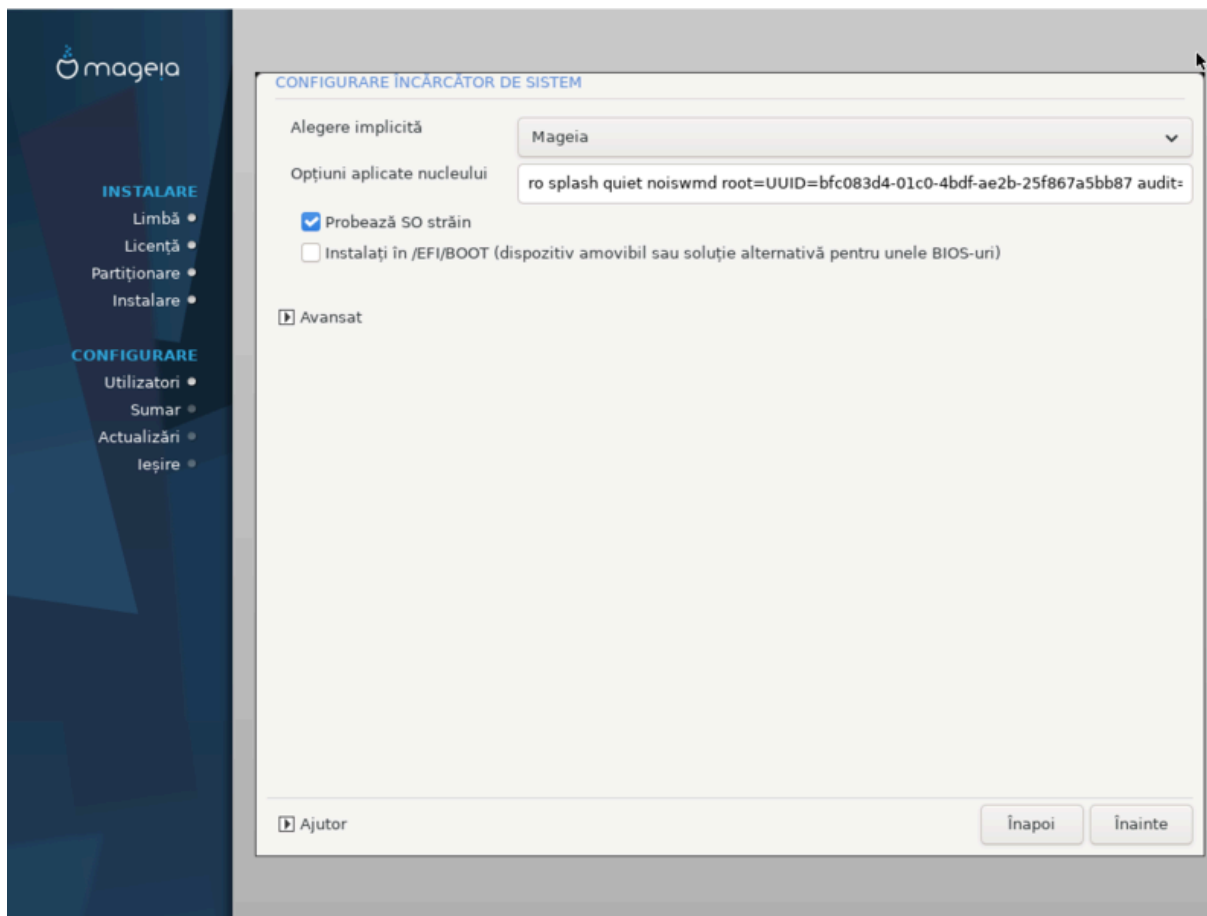 mageia
INSTALARE
Limbă
Licență
Partiționare
Instalare
CONFIGURARE
Utilizatori
Sumar
Actualizări
Ieșire
CONFIGURARE ÎNCĂRCĂTOR DE SISTEM
Alegere implicită
Mageia
Opțiuni aplicate nucleului
ro splash quiet noiswmd root=UUID=bfc083d4-01c0-4bdf-ae2b-25f867a5bb87 audit=
Probează SO străin
Instalați în /EFI/BOOT (dispozitiv amovibil sau soluție alternativă pentru unele BIOS-uri)
Avansat
Ajutor
Înapoi
Înainte